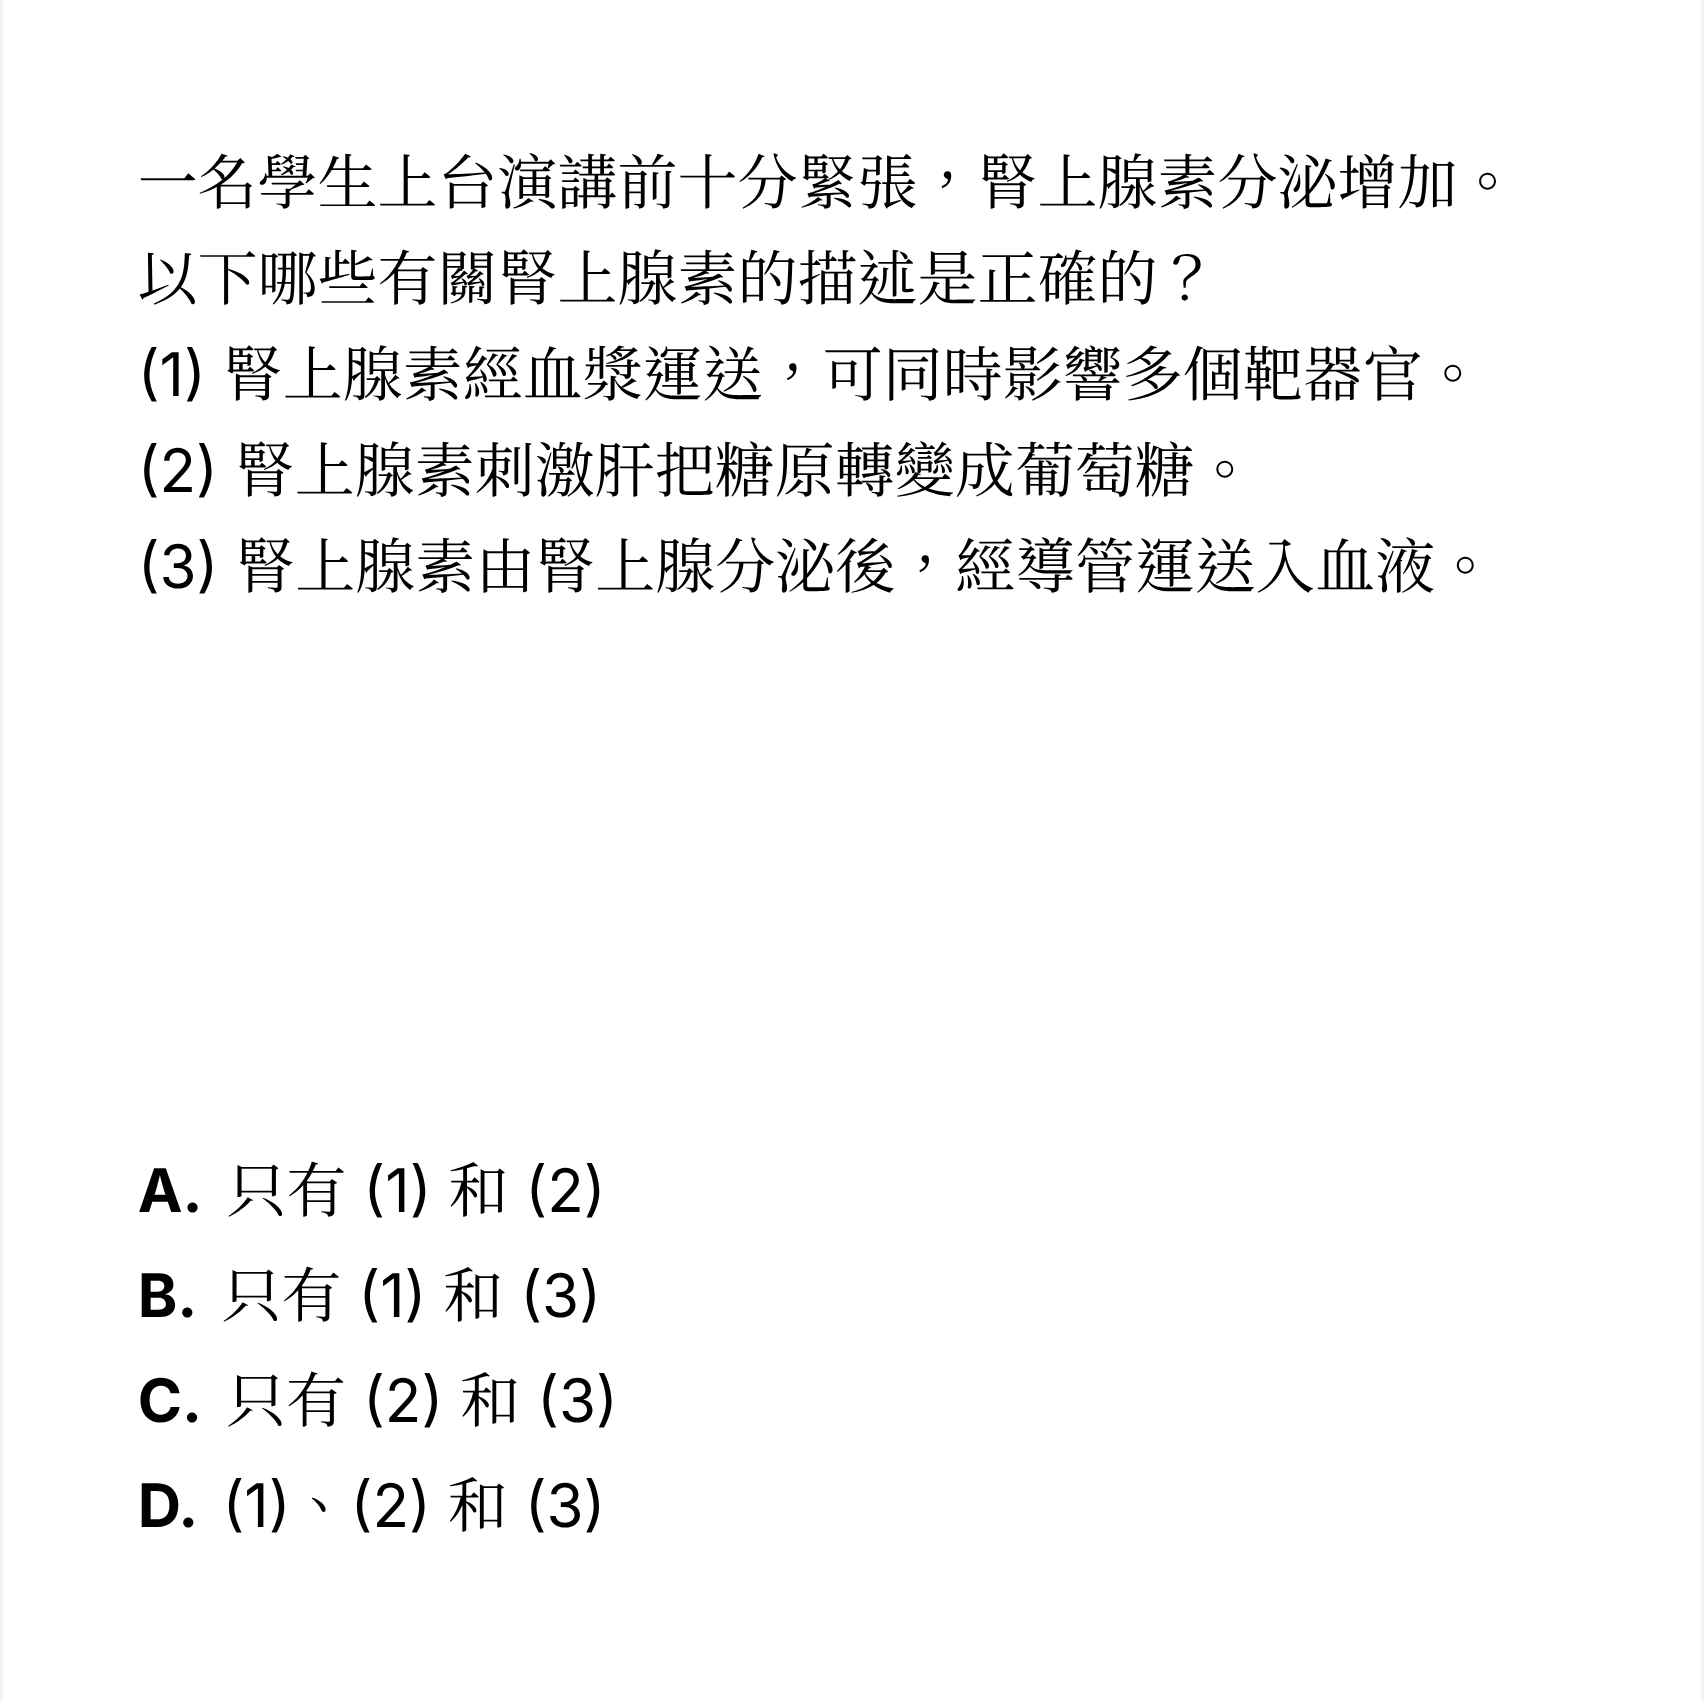 一名學生上台演講前十分緊張，腎上腺素分泌增加。
以下哪些有關腎上腺素的描述是正確的？
(1) 腎上腺素經血漿運送，可同時影響多個靶器官。
(2) 腎上腺素刺激肝把糖原轉變成葡萄糖。
(3) 腎上腺素由腎上腺分泌後，經導管運送入血液。
A. 只有 (1) 和 (2)
B. 只有 (1) 和 (3)
C. 只有 (2) 和 (3)
D. (1)、(2) 和 (3)